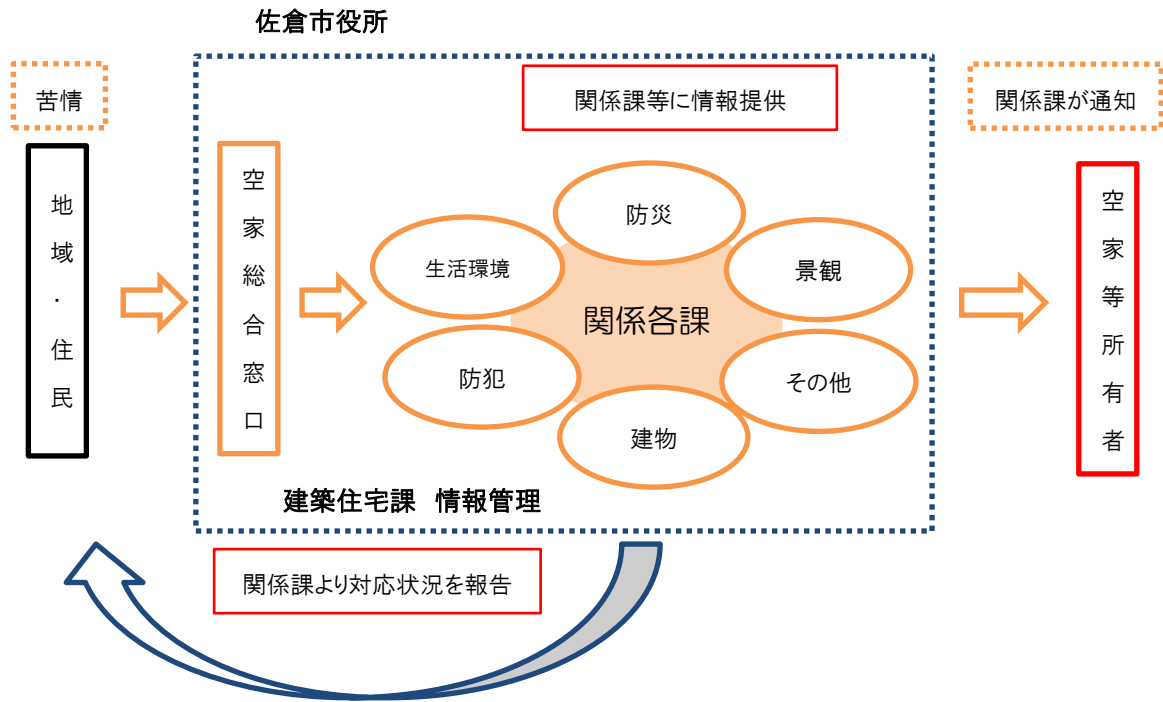 佐倉市役所
苦情
関係課等に情報提供
関係課が通知
地域・住民
空家総合窓口
防災
生活環境
景観
関係各課
防犯
その他
建物
空家等所有者
建築住宅課 情報管理
関係課より対応状況を報告